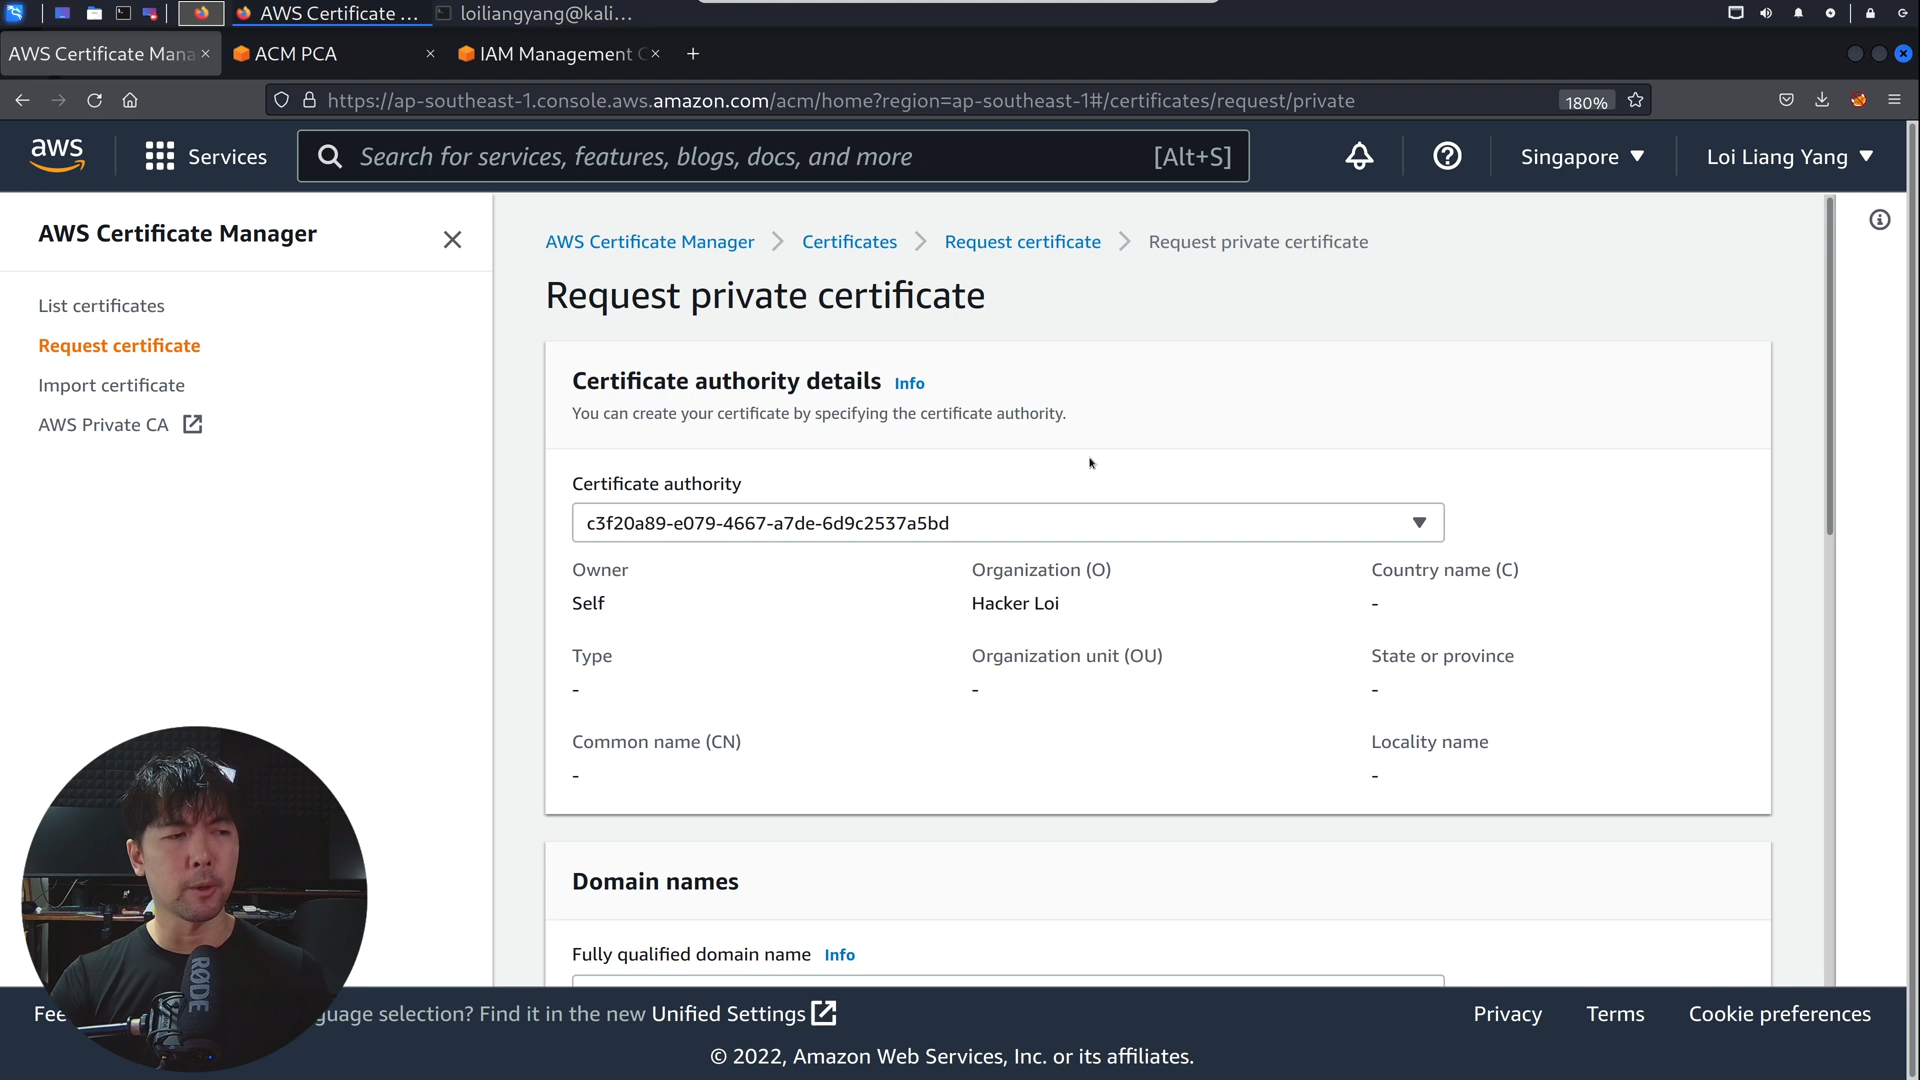 AWS Certificate ...
loiliangyang@kali...
AWS Certificate Mana
ACM PCA
IAM Management C
https://ap-southeast-1.console.aws.amazon.com/acm/home?region=ap-southeast-1#/certificates/request/private
180%
aws
Services
Search for services, features, blogs, docs, and more
[Alt+S]
Singapore
Loi Liang Yang
AWS Certificate Manager
List certificates
Request certificate
Import certificate
AWS Private CA
AWS Certificate Manager
Certificates
Request certificate
Request private certificate
Request private certificate
Certificate authority details Info
You can create your certificate by specifying the certificate authority.
Certificate authority
c3f20a89-e079-4667-a7de-6d9c2537a5bd
Owner
Organization (O)
Country name (C)
Self
Hacker Loi
-
Type
Organization unit (OU)
State or province
-
-
-
Common name (CN)
Locality name
-
-
Domain names
Fully qualified domain name Info
RØDE
Fee
guage selection? Find it in the new Unified Settings
Privacy
Terms
Cookie preferences
© 2022, Amazon Web Services, Inc. or its affiliates.